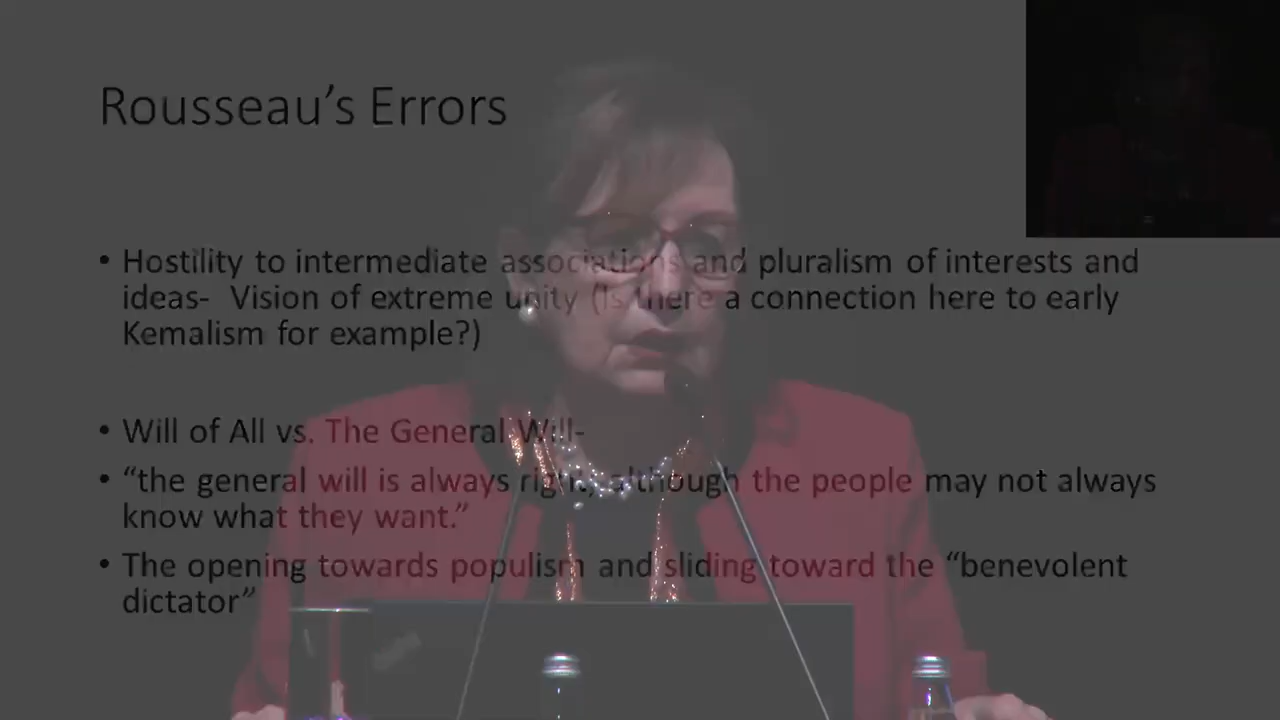 Rousseau's Errors
• Hostility to intermediate associations and pluralism of interests and
ideas- Vision of extreme unity (Is there a connection here to early
Kemalism for example?)
• Will of All vs. The General Will-
• “the general will is always right, although the people may not always
know what they want.”
• The opening towards populism and sliding toward the “benevolent
dictator”